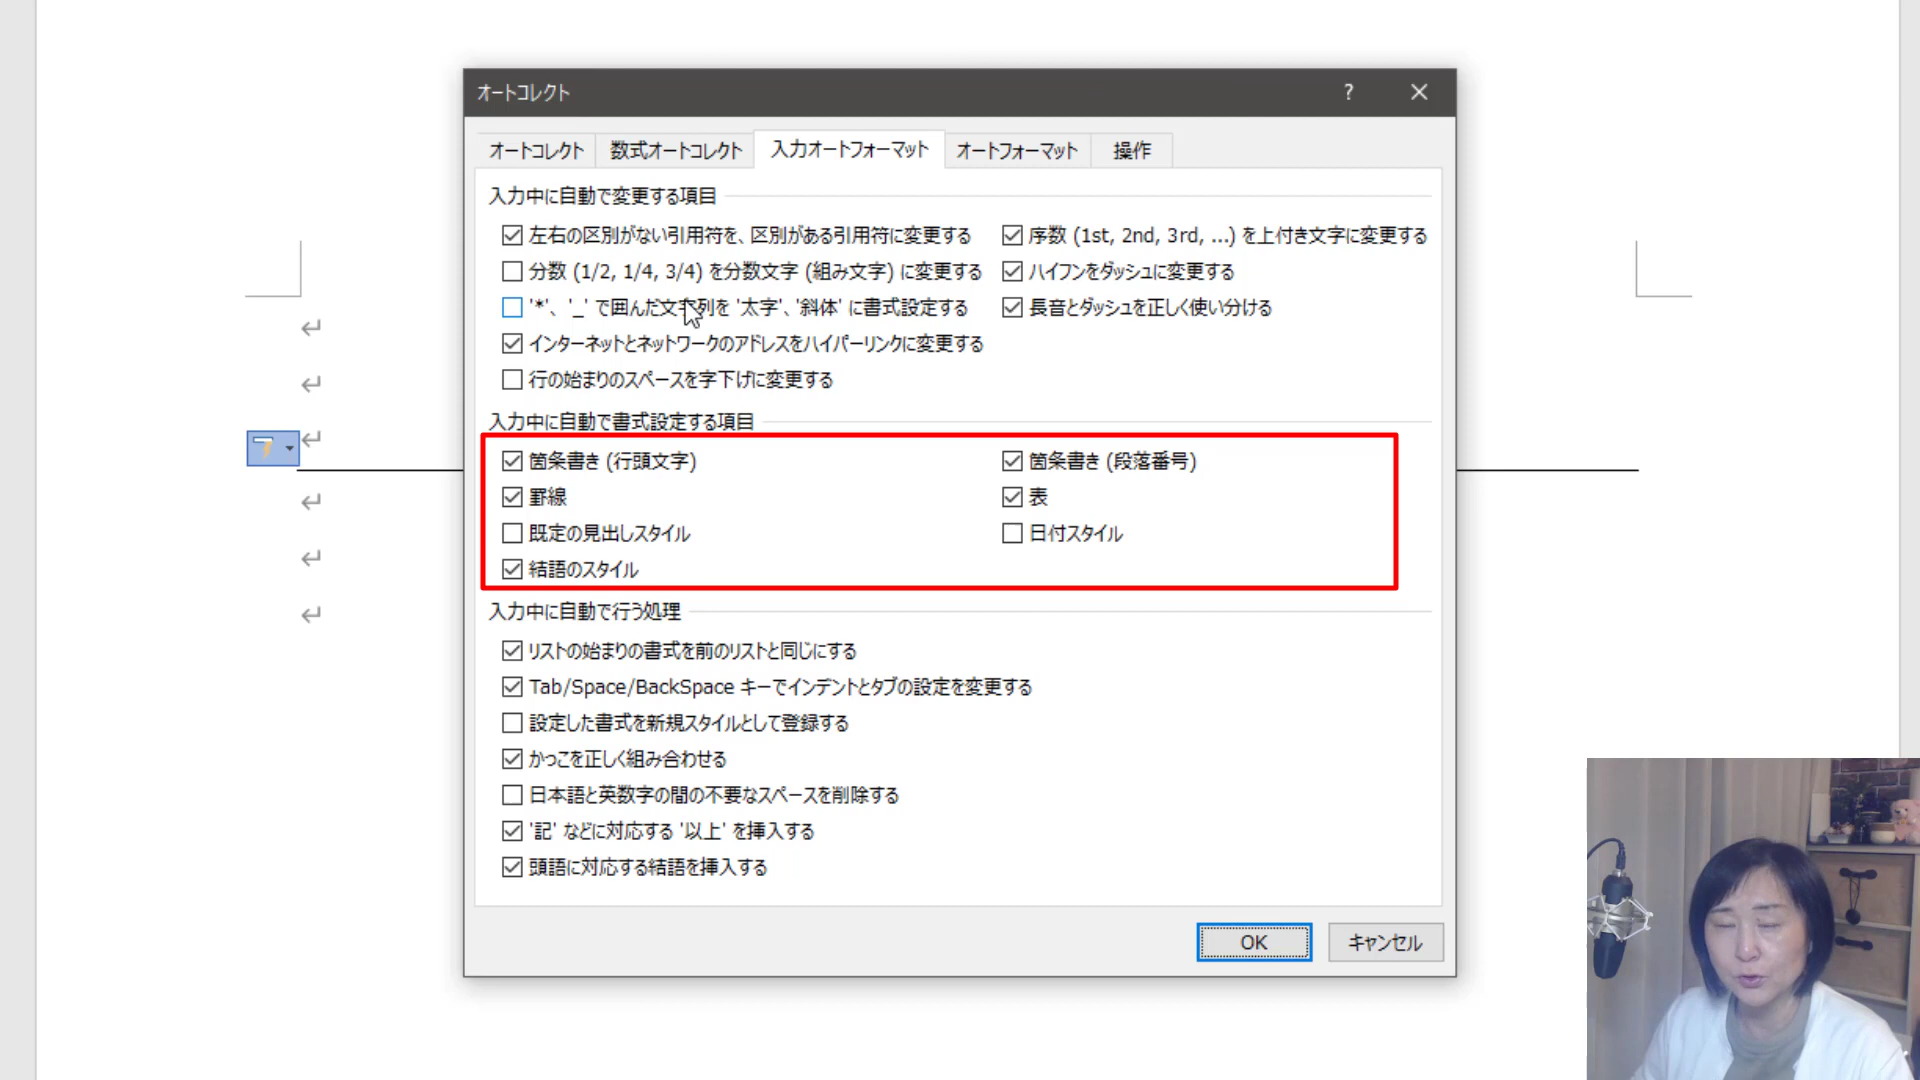 オートコレクト
?
オートコレクト 数式オートコレクト 入力オートフォーマット オートフォーマット 操作
入力中に自動で変更する項目
左右の区別がない引用符を、区別がある引用符に変更する 序数 (1st, 2nd, 3rd, ...) を上付き文字に変更する
分数 (1/2, 1/4, 3/4) を分数文字 (組み文字) に変更する ハイフンをダッシュに変更する
'*'、'_' で囲んだ文字列を '太字'、'斜体' に書式設定する 長音とダッシュを正しく使い分ける
インターネットとネットワークのアドレスをハイパーリンクに変更する
行の始まりのスペースを字下げに変更する
入力中に自動で書式設定する項目
箇条書き (行頭文字) 箇条書き (段落番号)
罫線 表
既定の見出しスタイル 日付スタイル
結語のスタイル
入力中に自動で行う処理
リストの始まりの書式を前のリストと同じにする
Tab/Space/BackSpace キーでインデントとタブの設定を変更する
設定した書式を新規スタイルとして登録する
かっこを正しく組み合わせる
日本語と英数字の間の不要なスペースを削除する
'記' などに対応する '以上' を挿入する
頭語に対応する結語を挿入する
OK キャンセル